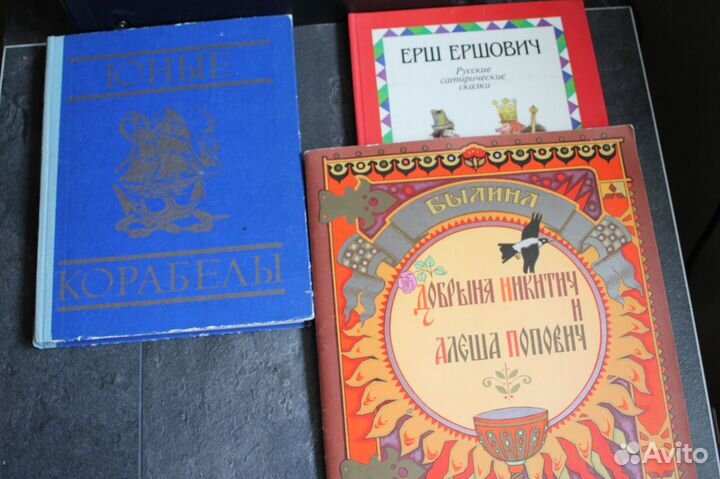 ЮНЫЕ
КОРАБЕЛЫ
ЕРШ ЕРШОВИЧ
Русские
сатирические
сказки
БЫЛИНА
ДОБРЫНЯ НИКИТИЧ
И
АЛЕША ПОПОВИЧ
Avito